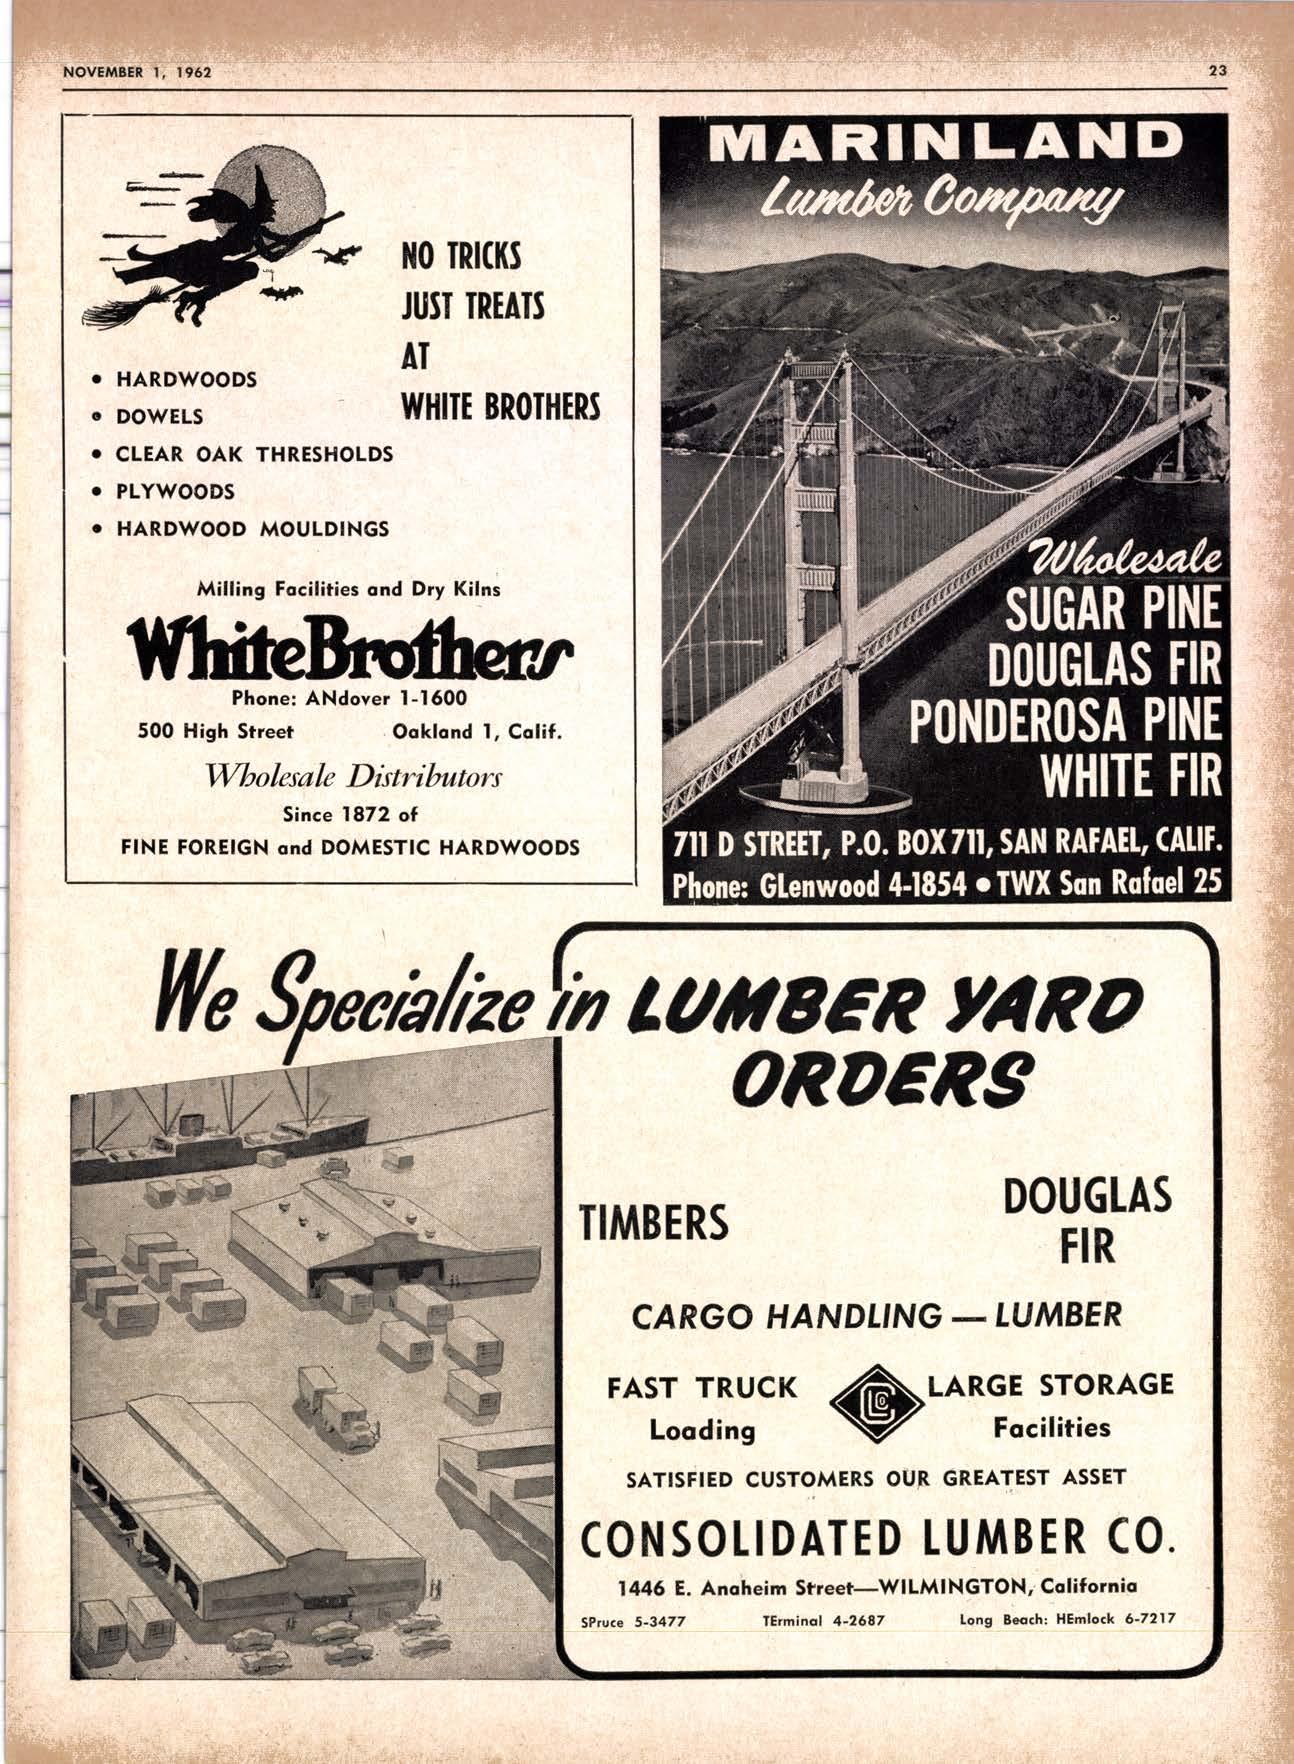 NOVEMBER 1, 1962
23
NO TRICKS
JUST TREATS
AT
WHITE BROTHERS
• HARDWOODS
• DOWELS
• CLEAR OAK THRESHOLDS
• PLYWOODS
• HARDWOOD MOULDINGS
Milling Facilities and Dry Kilns
WhiteBrothers
Phone: ANdover 1-1600
500 High Street Oakland 1, Calif.
Wholesale Distributors
Since 1872 of
FINE FOREIGN and DOMESTIC HARDWOODS
MARINLAND
Lumber Company
Wholesale
SUGAR PINE
DOUGLAS FIR
PONDEROSA PINE
WHITE FIR
711 D STREET, P.O. BOX 711, SAN RAFAEL, CALIF.
Phone: GLenwood 4-1854 • TWX San Rafael 25
We Specialize in LUMBER YARD
ORDERS
TIMBERS
DOUGLAS
FIR
CARGO HANDLING — LUMBER
FAST TRUCK
Loading
CLCo
LARGE STORAGE
Facilities
SATISFIED CUSTOMERS OUR GREATEST ASSET
CONSOLIDATED LUMBER CO.
1446 E. Anaheim Street—WILMINGTON, California
SPruce 5-3477 TErminal 4-2687 Long Beach: HEmlock 6-7217